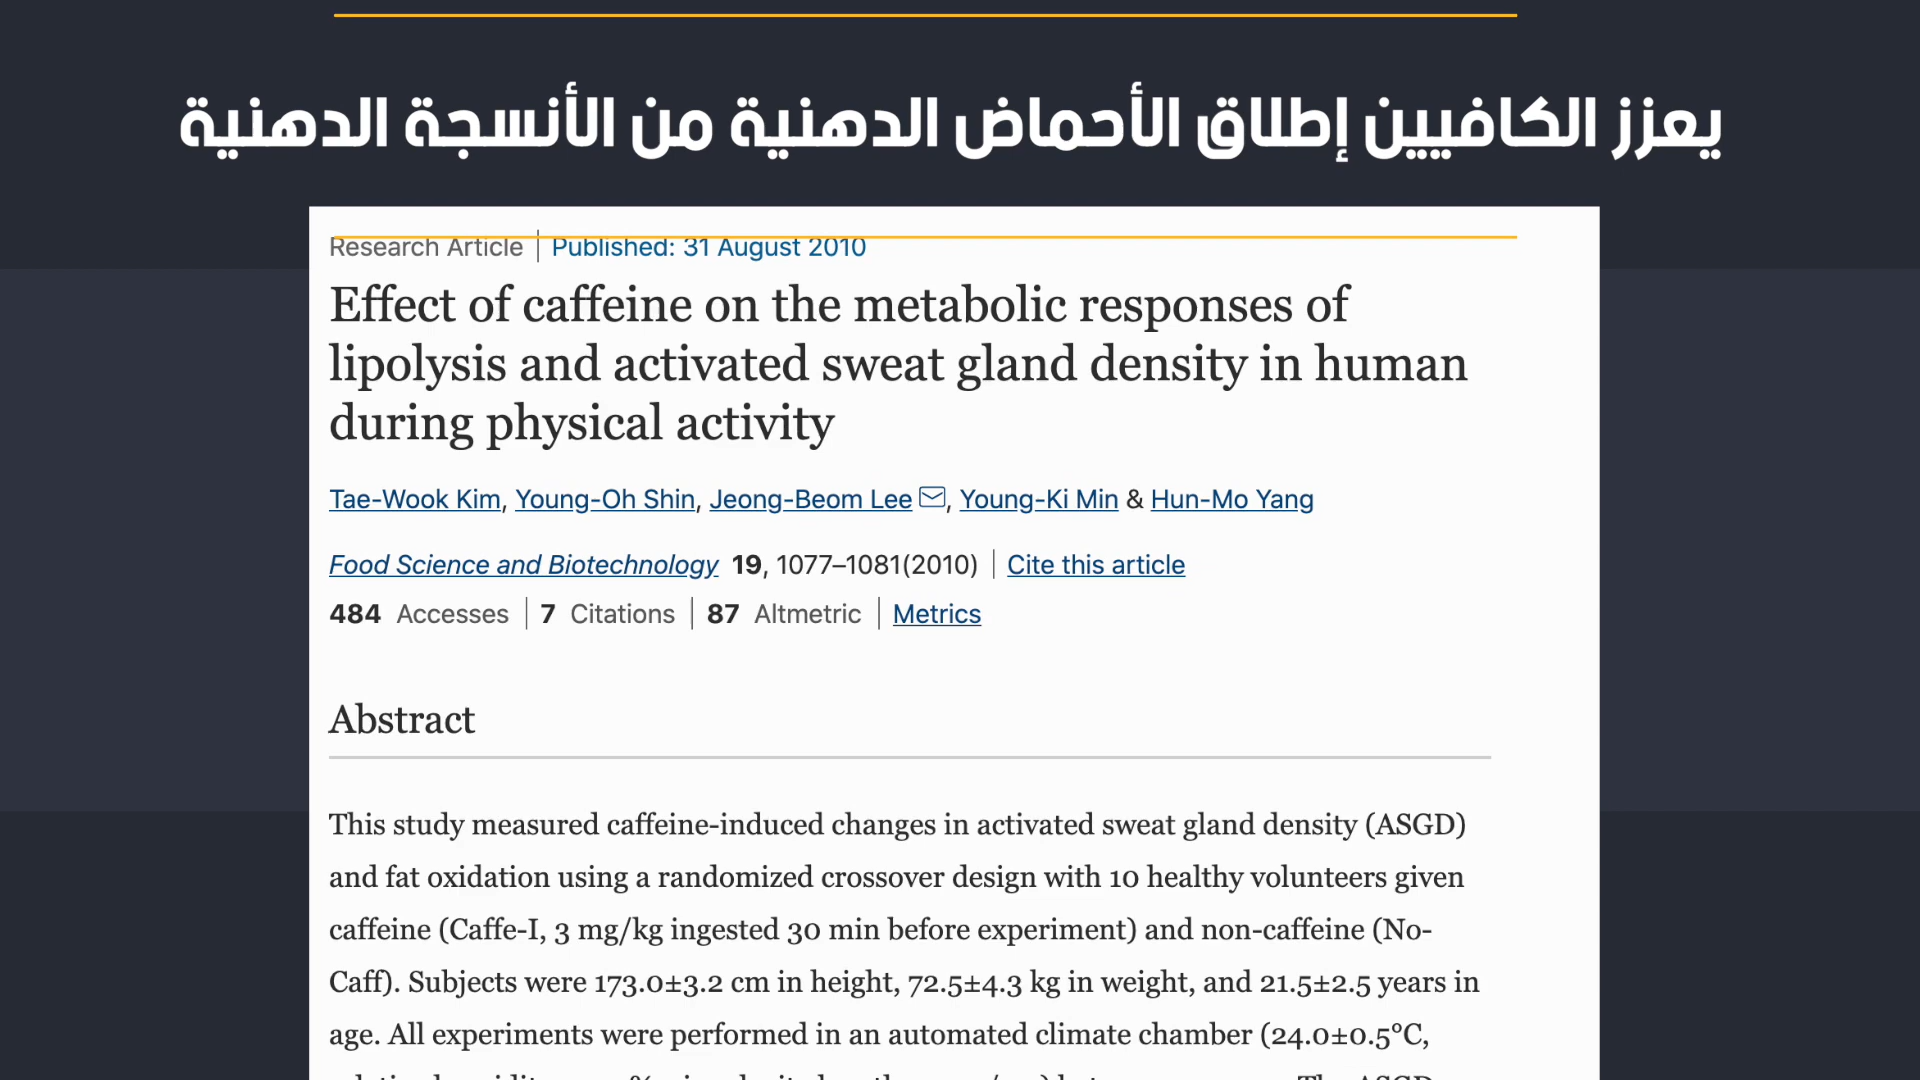 يعزز الكافيين إطلاق الأحماض الدهنية من الأنسجة الدهنية
Research Article | Published: 31 August 2010
Effect of caffeine on the metabolic responses of
lipolysis and activated sweat gland density in human
during physical activity
Tae-Wook Kim, Young-Oh Shin, Jeong-Beom Lee, Young-Ki Min & Hun-Mo Yang
Food Science and Biotechnology 19, 1077–1081(2010) | Cite this article
484 Accesses | 7 Citations | 87 Altmetric | Metrics
Abstract
This study measured caffeine-induced changes in activated sweat gland density (ASGD)
and fat oxidation using a randomized crossover design with 10 healthy volunteers given
caffeine (Caffe-I, 3 mg/kg ingested 30 min before experiment) and non-caffeine (No-
Caff). Subjects were 173.0±3.2 cm in height, 72.5±4.3 kg in weight, and 21.5±2.5 years in
age. All experiments were performed in an automated climate chamber (24.0±0.5°C,